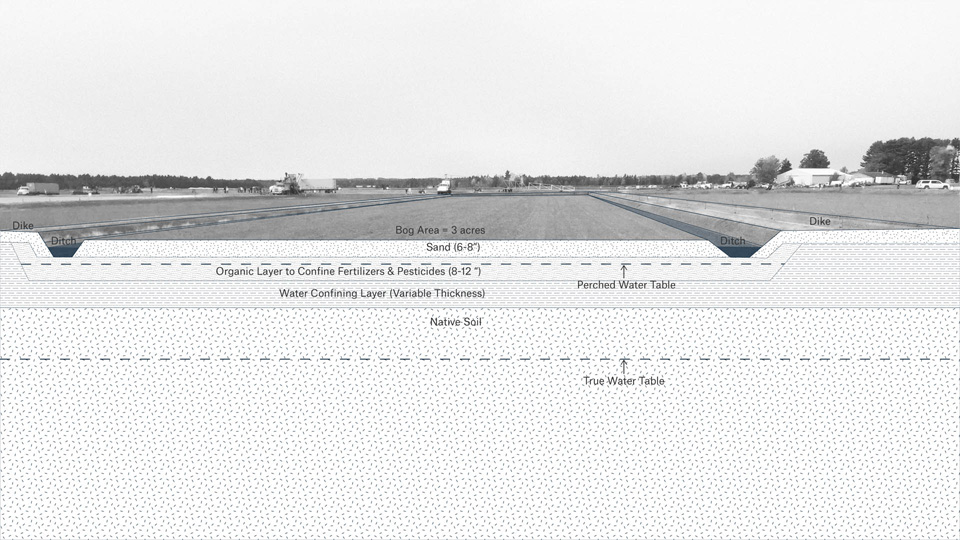 Dike
Dike
Bog Area = 3 acres
Ditch
Ditch
Sand (6-8")
Organic Layer to Confine Fertilizers & Pesticides (8-12 ")
Perched Water Table
Water Confining Layer (Variable Thickness)
Native Soil
True Water Table